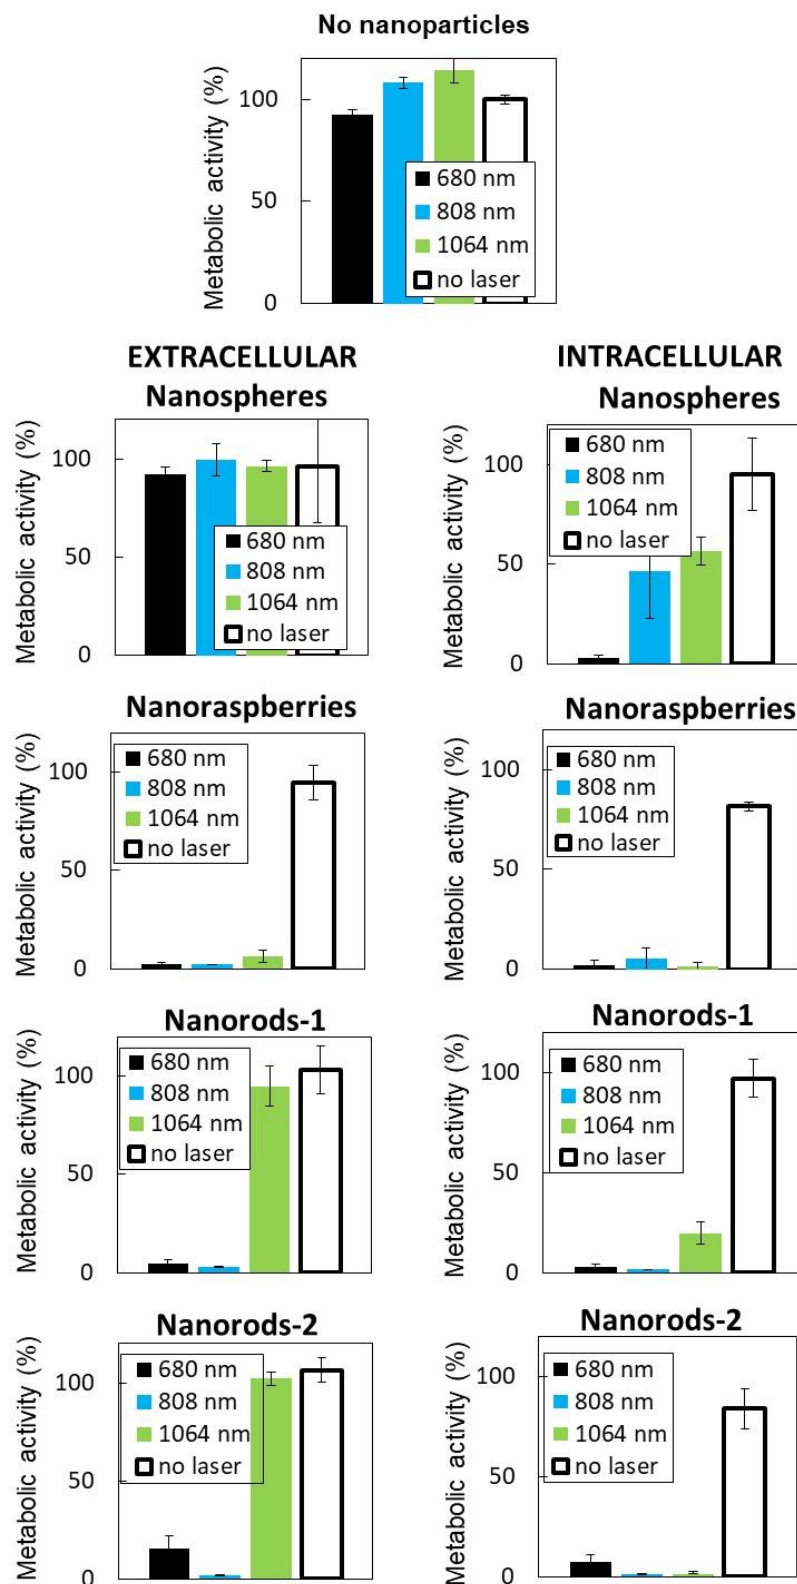 No nanoparticles
Metabolic activity (%)
100
50
0
680 nm
808 nm
1064 nm
no laser
EXTRACELLULAR
Nanospheres
Metabolic activity (%)
100
50
0
680 nm
808 nm
1064 nm
no laser
INTRACELLULAR
Nanospheres
Metabolic activity (%)
100
50
0
680 nm
808 nm
1064 nm
no laser
Nanoraspberries
Metabolic activity (%)
100
50
0
680 nm
808 nm
1064 nm
no laser
Nanoraspberries
Metabolic activity (%)
100
50
0
680 nm
808 nm
1064 nm
no laser
Nanorods-1
Metabolic activity (%)
100
50
0
680 nm
808 nm
1064 nm
no laser
Nanorods-1
Metabolic activity (%)
100
50
0
680 nm
808 nm
1064 nm
no laser
Nanorods-2
Metabolic activity (%)
100
50
0
680 nm
808 nm
1064 nm
no laser
Nanorods-2
Metabolic activity (%)
100
50
0
680 nm
808 nm
1064 nm
no laser